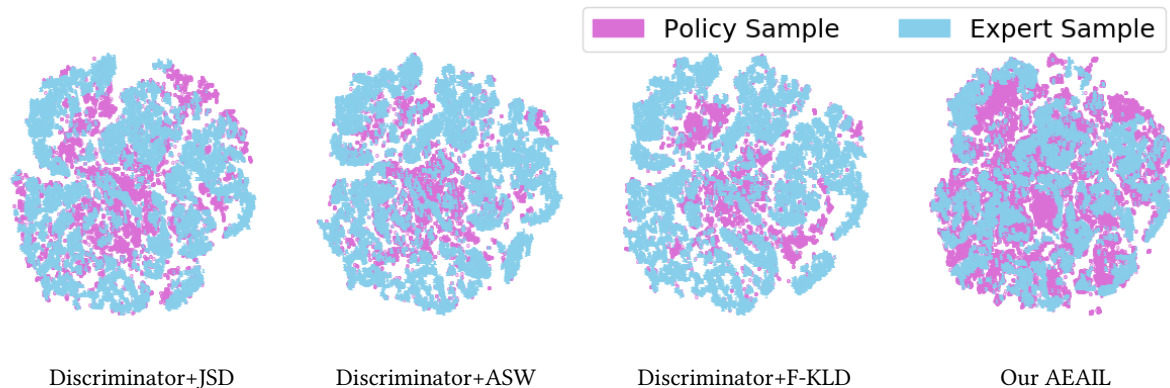 Policy Sample Expert Sample
Discriminator+JSD Discriminator+ASW Discriminator+F-KLD Our AEAIL